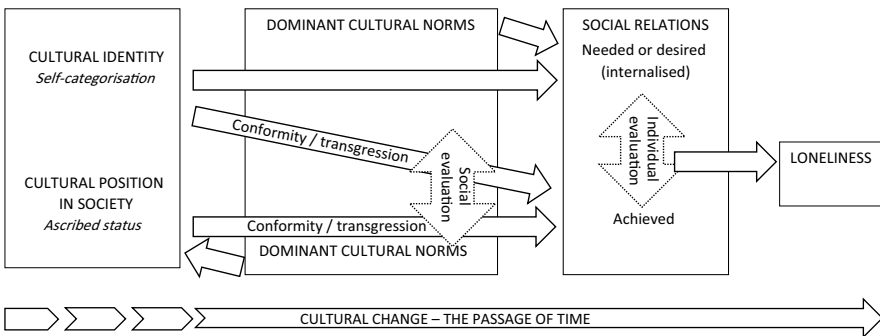 CULTURAL IDENTITY
Self-categorisation
CULTURAL POSITION
IN SOCIETY
Ascribed status
DOMINANT CULTURAL NORMS
Conformity / transgression
Social
evaluation
Conformity / transgression
DOMINANT CULTURAL NORMS
SOCIAL RELATIONS
Needed or desired
(internalised)
Individual
evaluation
Achieved
LONELINESS
CULTURAL CHANGE – THE PASSAGE OF TIME